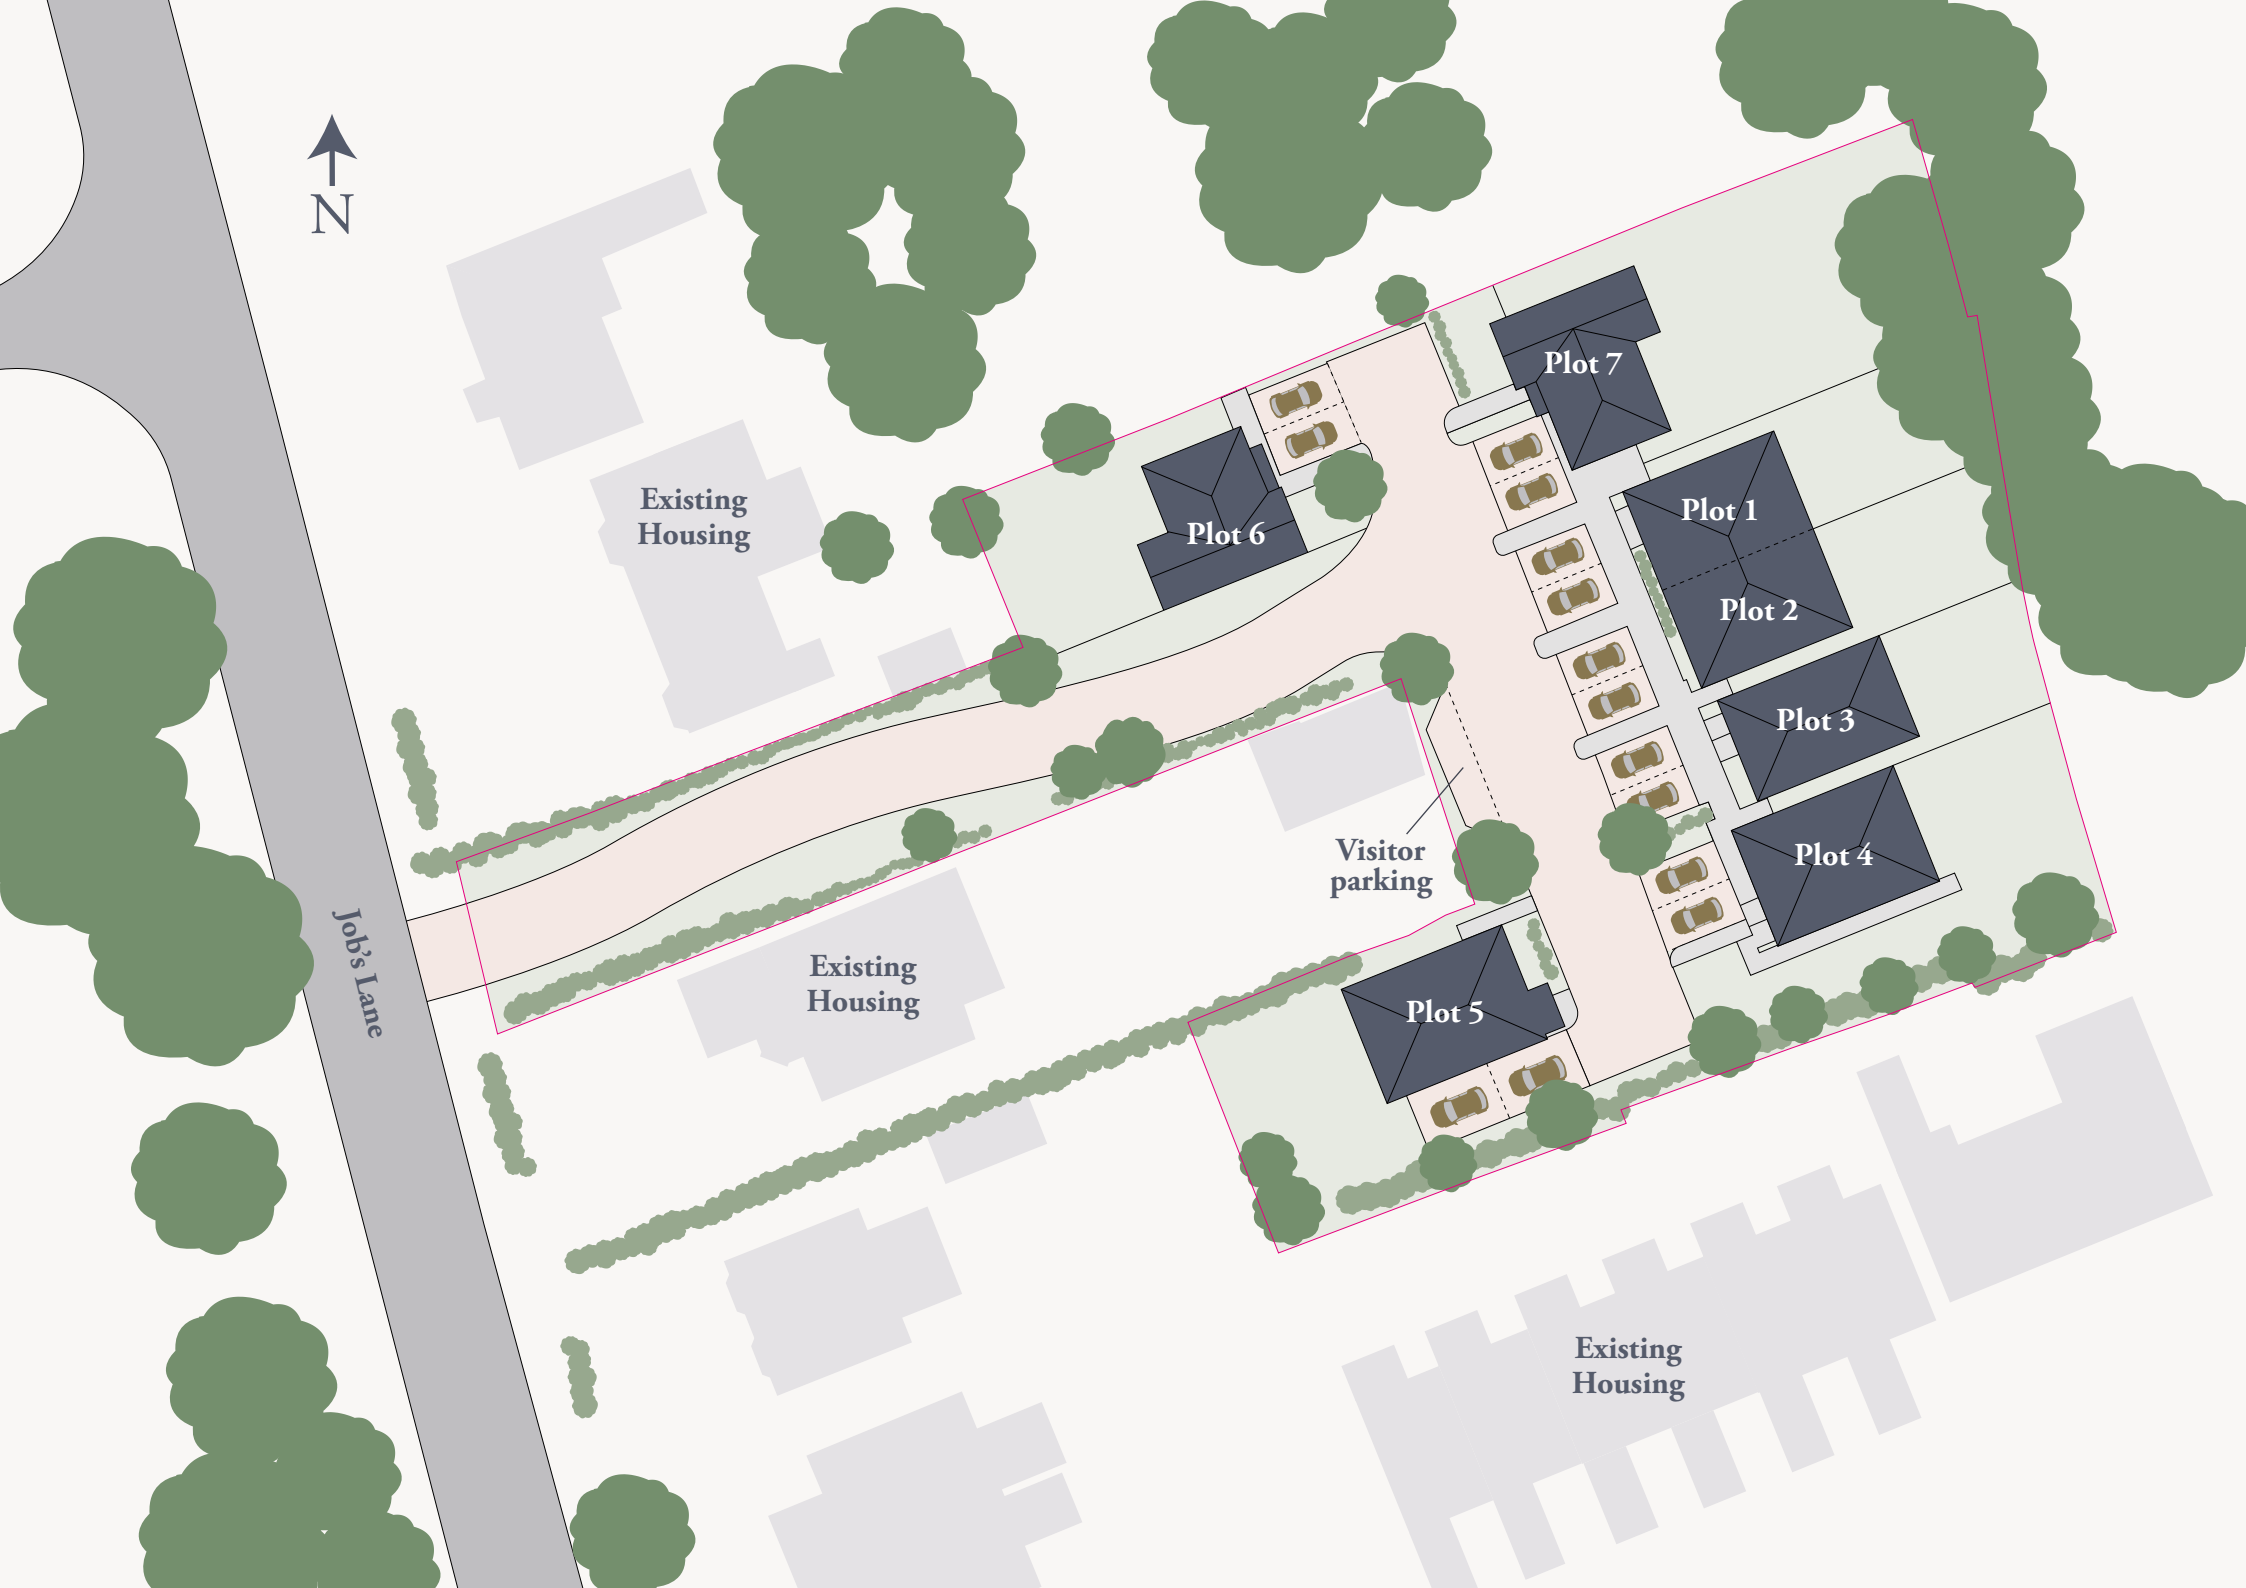 N
Plot 7
Existing
Housing
Plot 1
Plot 6
Plot 2
Plot 3
Visitor
parking
Plot 4
Job's Lane
Existing
Housing
Plot 5
Existing
Housing